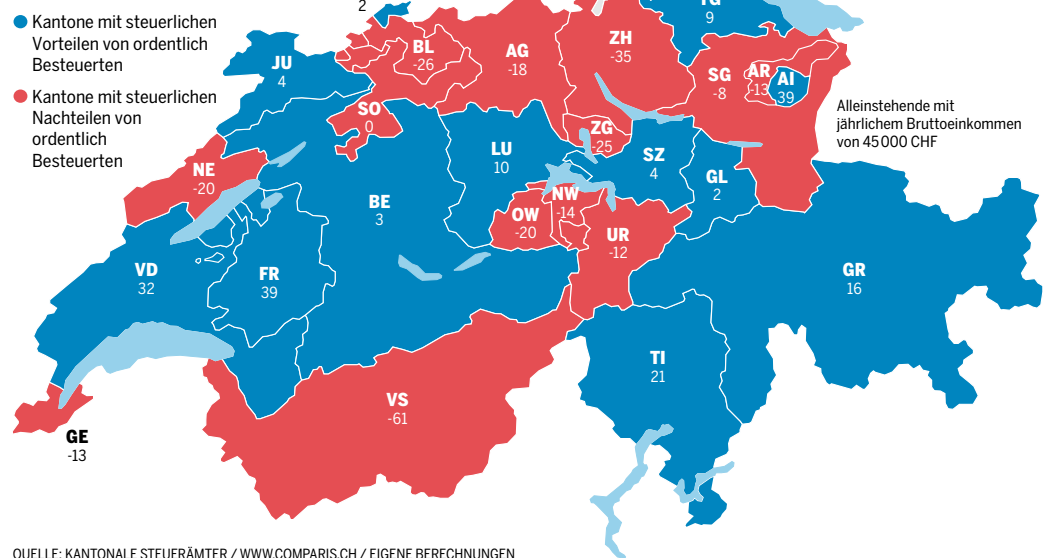 2
TG
9
Kantone mit steuerlichen
Vorteilen von ordentlich
Besteuerten
Kantone mit steuerlichen
Nachteilen von
ordentlich
Besteuerten
JU
4
BL
-26
AG
-18
ZH
-35
SG
-8
AR
-13
AI
39
Alleinstehende mit
jährlichem Bruttoeinkommen
von 45 000 CHF
SO
0
ZG
-25
LU
10
SZ
4
GL
2
NE
-20
BE
3
NW
-14
OW
-20
UR
-12
VD
32
FR
39
GR
16
TI
21
VS
-61
GE
-13
QUELLE: KANTONALE STEUERÄMTER / WWW.COMPARIS.CH / EIGENE BERECHNUNGEN